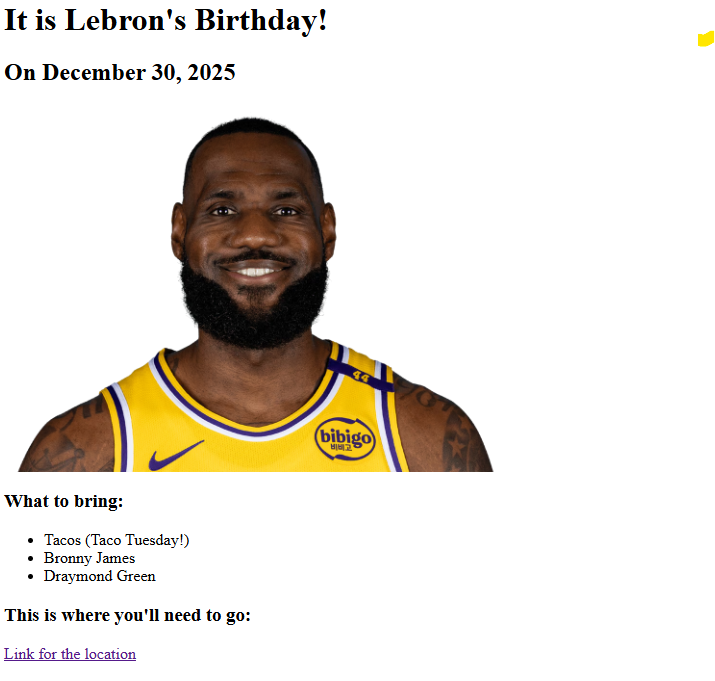 It is Lebron's Birthday!
On December 30, 2025
44
bibigo
비비고
What to bring:
Tacos (Taco Tuesday!)
Bronny James
Draymond Green
This is where you'll need to go:
Link for the location